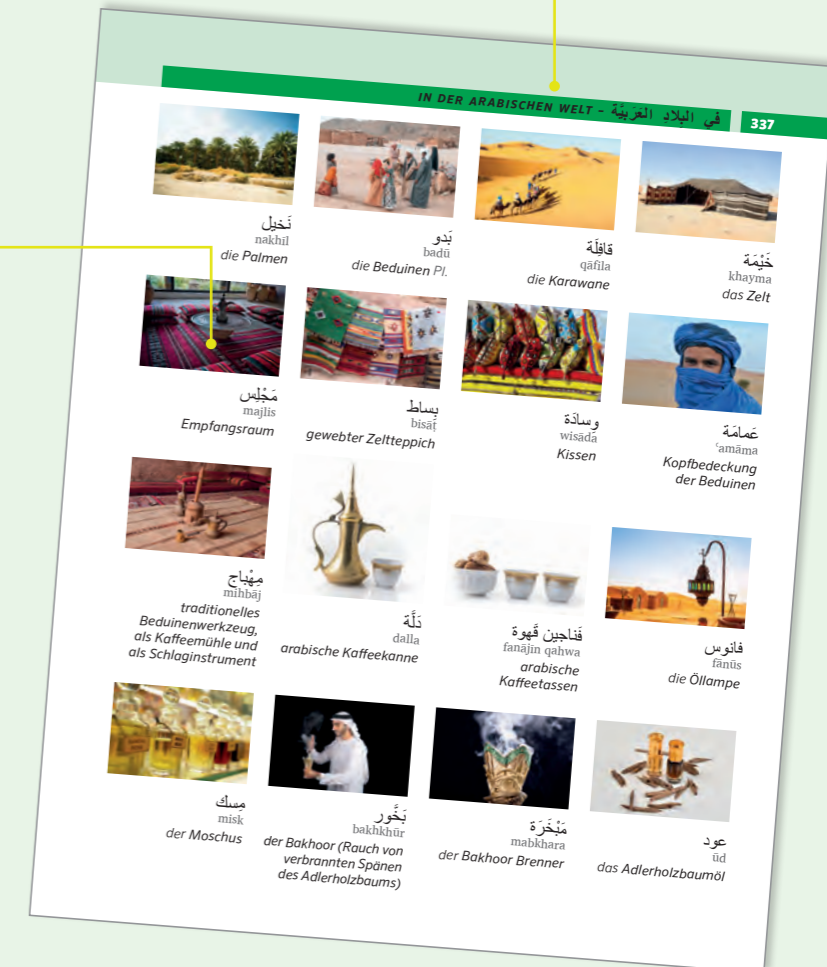 IN DER ARABISCHEN WELT – في البِلادِ العَرَبِيَّة
337
نَخيل
nakhīl
die Palmen
بَدو
badū
die Beduinen Pl.
قافِلَة
qāfila
die Karawane
خَيْمَة
khayma
das Zelt
مَجْلِس
majlis
Empfangsraum
بِساط
bisāṭ
gewebter Zeltteppich
وِسادَة
wisāda
Kissen
عَمامَة
ʿamāma
Kopfbedeckung
der Beduinen
مِهْباج
mihbāj
traditionelles
Beduinenwerkzeug,
als Kaffeemühle und
als Schlaginstrument
دَلَّة
dalla
arabische Kaffeekanne
فَناجين قَهوة
fanājīn qahwa
arabische
Kaffeetassen
فانوس
fānūs
die Öllampe
مِسك
misk
der Moschus
بَخَّور
bakhkhūr
der Bakhoor (Rauch von
verbrannten Spänen
des Adlerholzbaums)
مَبْخَرَة
mabkhara
der Bakhoor Brenner
عود
ūd
das Adlerholzbaumöl